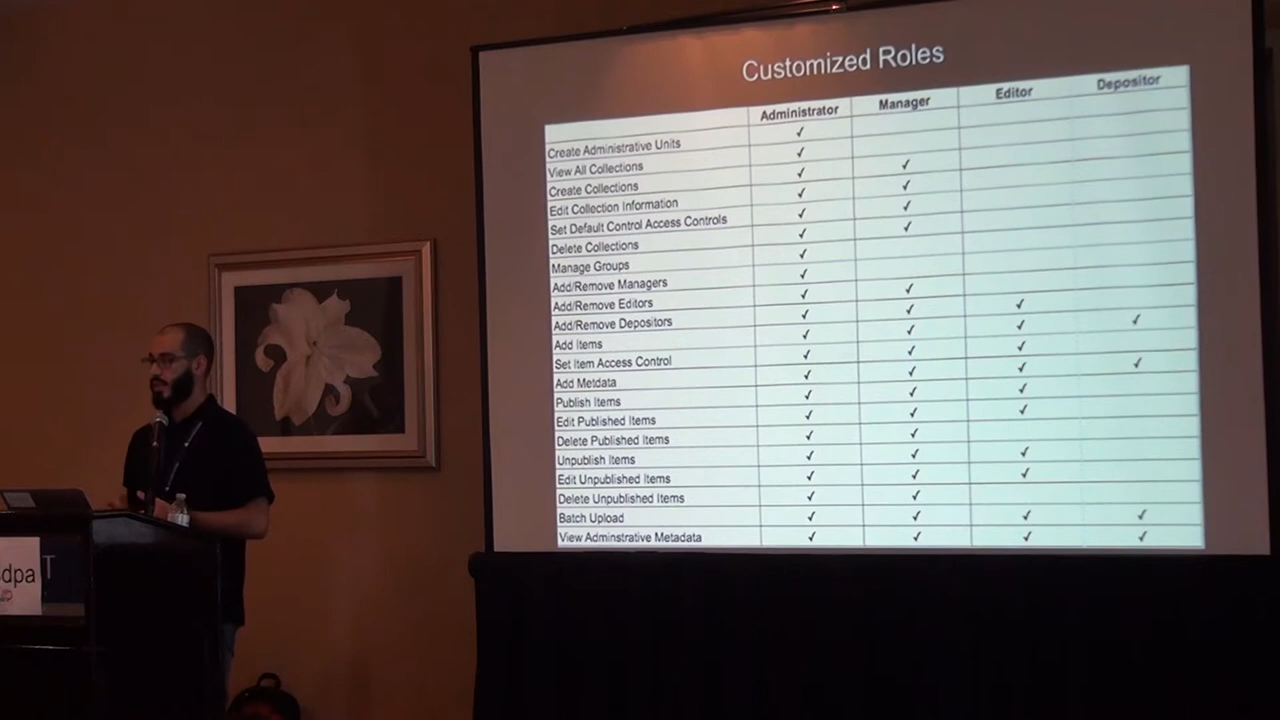 Customized Roles
Administrator Manager Editor Depositor
Create Administrative Units ✓
View All Collections ✓
Create Collections ✓ ✓
Edit Collection Information ✓ ✓
Set Default Control Access Controls ✓ ✓
Delete Collections ✓ ✓
Manage Groups ✓
Add/Remove Managers ✓
Add/Remove Editors ✓ ✓
Add/Remove Depositors ✓ ✓ ✓
Add Items ✓ ✓ ✓ ✓
Set Item Access Control ✓ ✓ ✓
Add Metdata ✓ ✓ ✓ ✓
Publish Items ✓ ✓ ✓
Edit Published Items ✓ ✓ ✓
Delete Published Items ✓ ✓
Unpublish Items ✓ ✓ ✓
Edit Unpublished Items ✓ ✓ ✓
Delete Unpublished Items ✓ ✓
Batch Upload ✓ ✓ ✓ ✓
View Adminstrative Metadata ✓ ✓ ✓ ✓
dpa
T